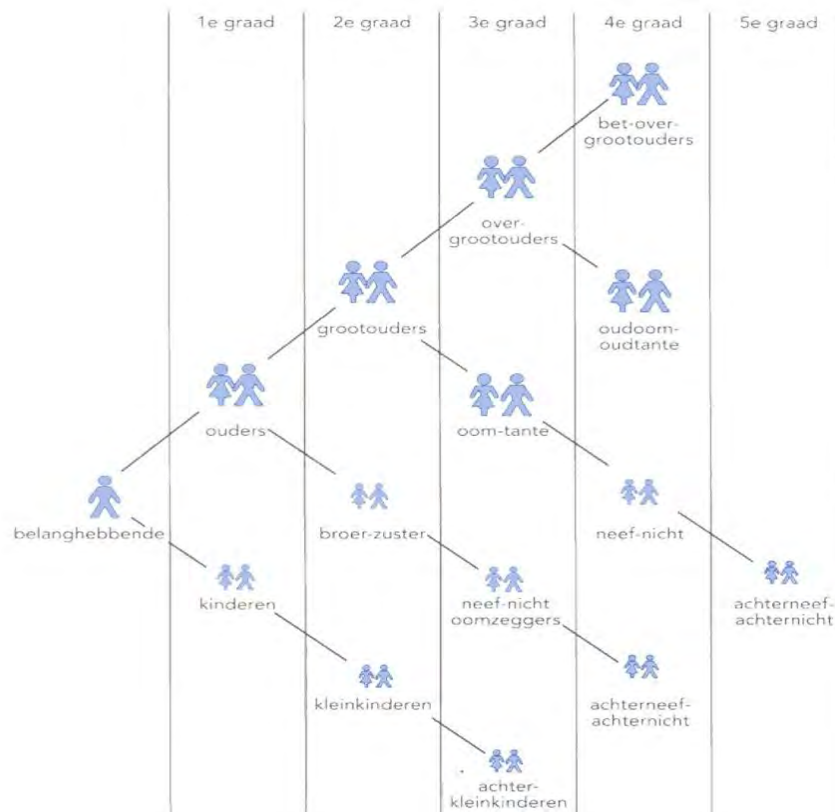 1e graad
2e graad
3e graad
4e graad
5e graad
bet-over-
grootouders
over-
grootouders
grootouders
oudoom-
oudtante
ouders
oom-tante
belanghebbende
broer-zuster
neef-nicht
kinderen
neef-nicht
oomzeggers
achterneef-
achternicht
kleinkinderen
achterneef-
achternicht
achter-
kleinkinderen